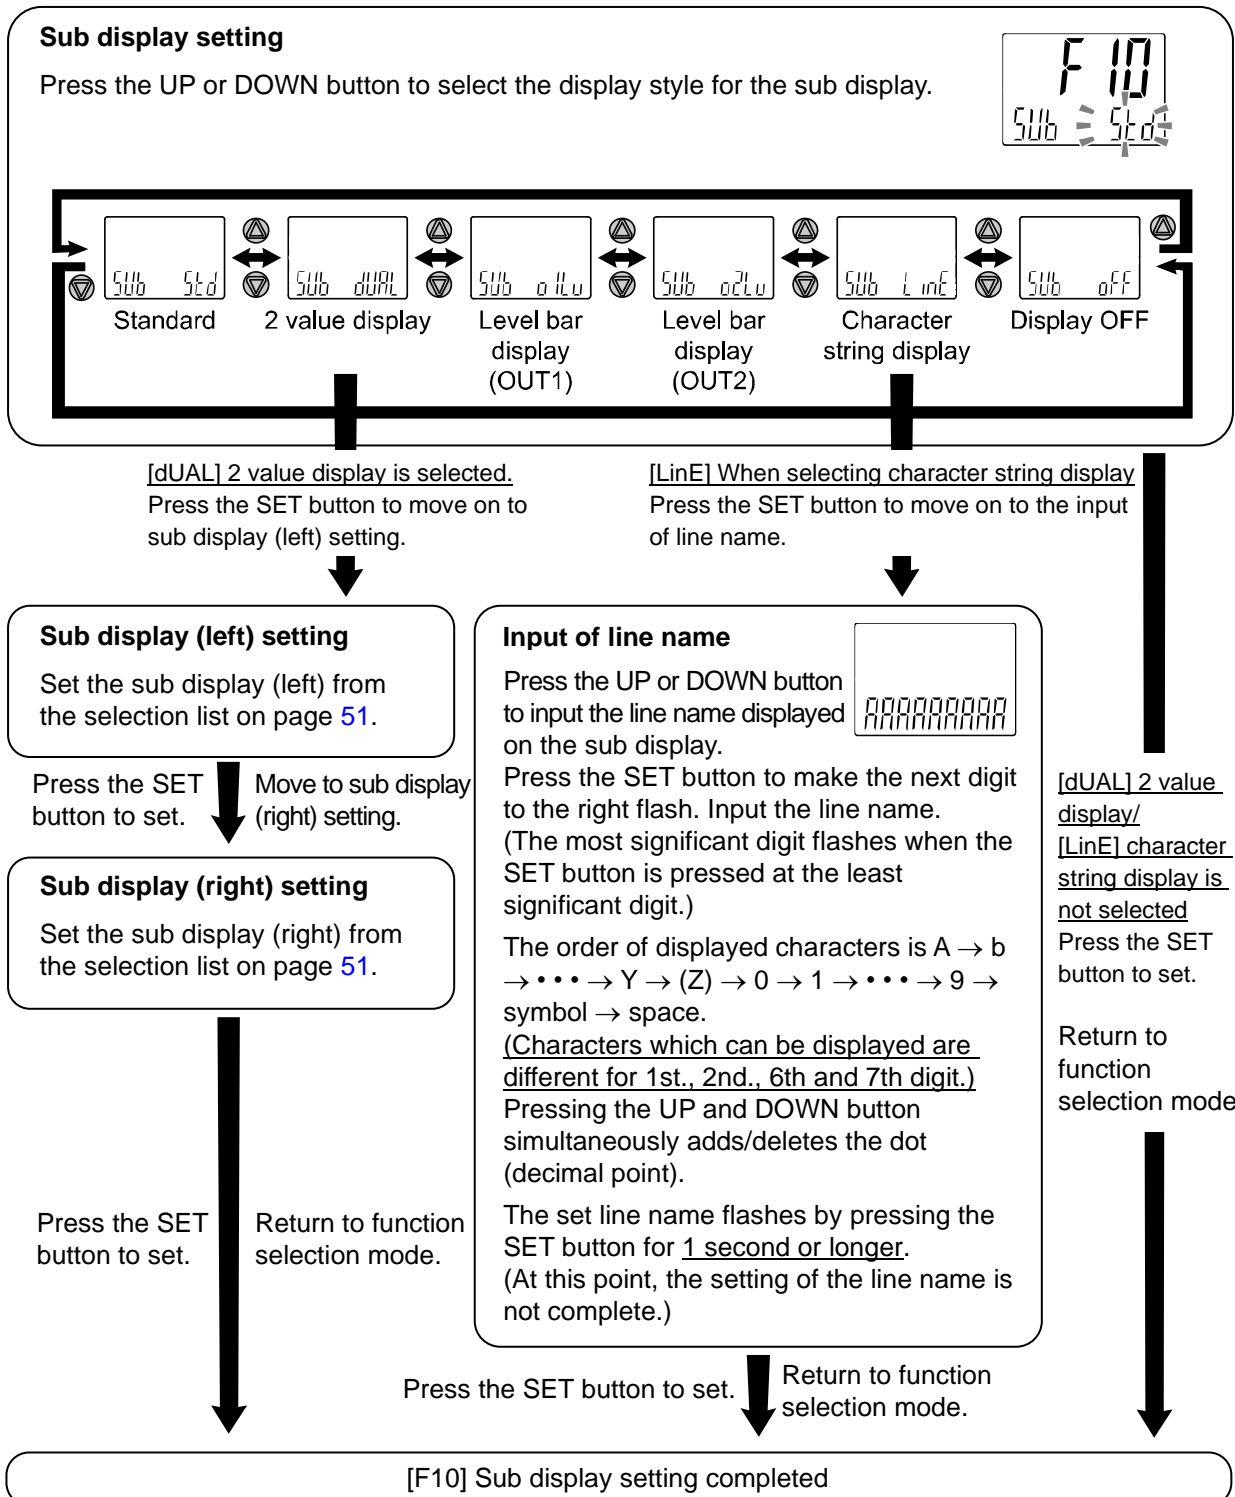 Sub display setting
Press the UP or DOWN button to select the display style for the sub display.
F 10
SUb Std
SUb Std
SUb dUAL
SUb o1Lv
SUb o2Lv
SUb LinE
SUb oFF
Standard
2 value display
Level bar
display
(OUT1)
Level bar
display
(OUT2)
Character
string display
Display OFF
[dUAL] 2 value display is selected.
Press the SET button to move on to
sub display (left) setting.
[LinE] When selecting character string display
Press the SET button to move on to the input
of line name.
Sub display (left) setting
Set the sub display (left) from
the selection list on page 51.
Press the SET
button to set.
Move to sub display
(right) setting.
Sub display (right) setting
Set the sub display (right) from
the selection list on page 51.
Press the SET
button to set.
Return to function
selection mode.
Input of line name
Press the UP or DOWN button
to input the line name displayed
on the sub display.
AAAAAAAAA
Press the SET button to make the next digit
to the right flash. Input the line name.
(The most significant digit flashes when the
SET button is pressed at the least
significant digit.)
The order of displayed characters is A → b
→ • • • → Y → (Z) → 0 → 1 → • • • → 9 →
symbol → space.
(Characters which can be displayed are
different for 1st., 2nd., 6th and 7th digit.)
Pressing the UP and DOWN button
simultaneously adds/deletes the dot
(decimal point).
The set line name flashes by pressing the
SET button for 1 second or longer.
(At this point, the setting of the line name is
not complete.)
Press the SET button to set.
Return to function
selection mode.
[dUAL] 2 value
display/
[LinE] character
string display is
not selected
Press the SET
button to set.
Return to
function
selection mode
[F10] Sub display setting completed